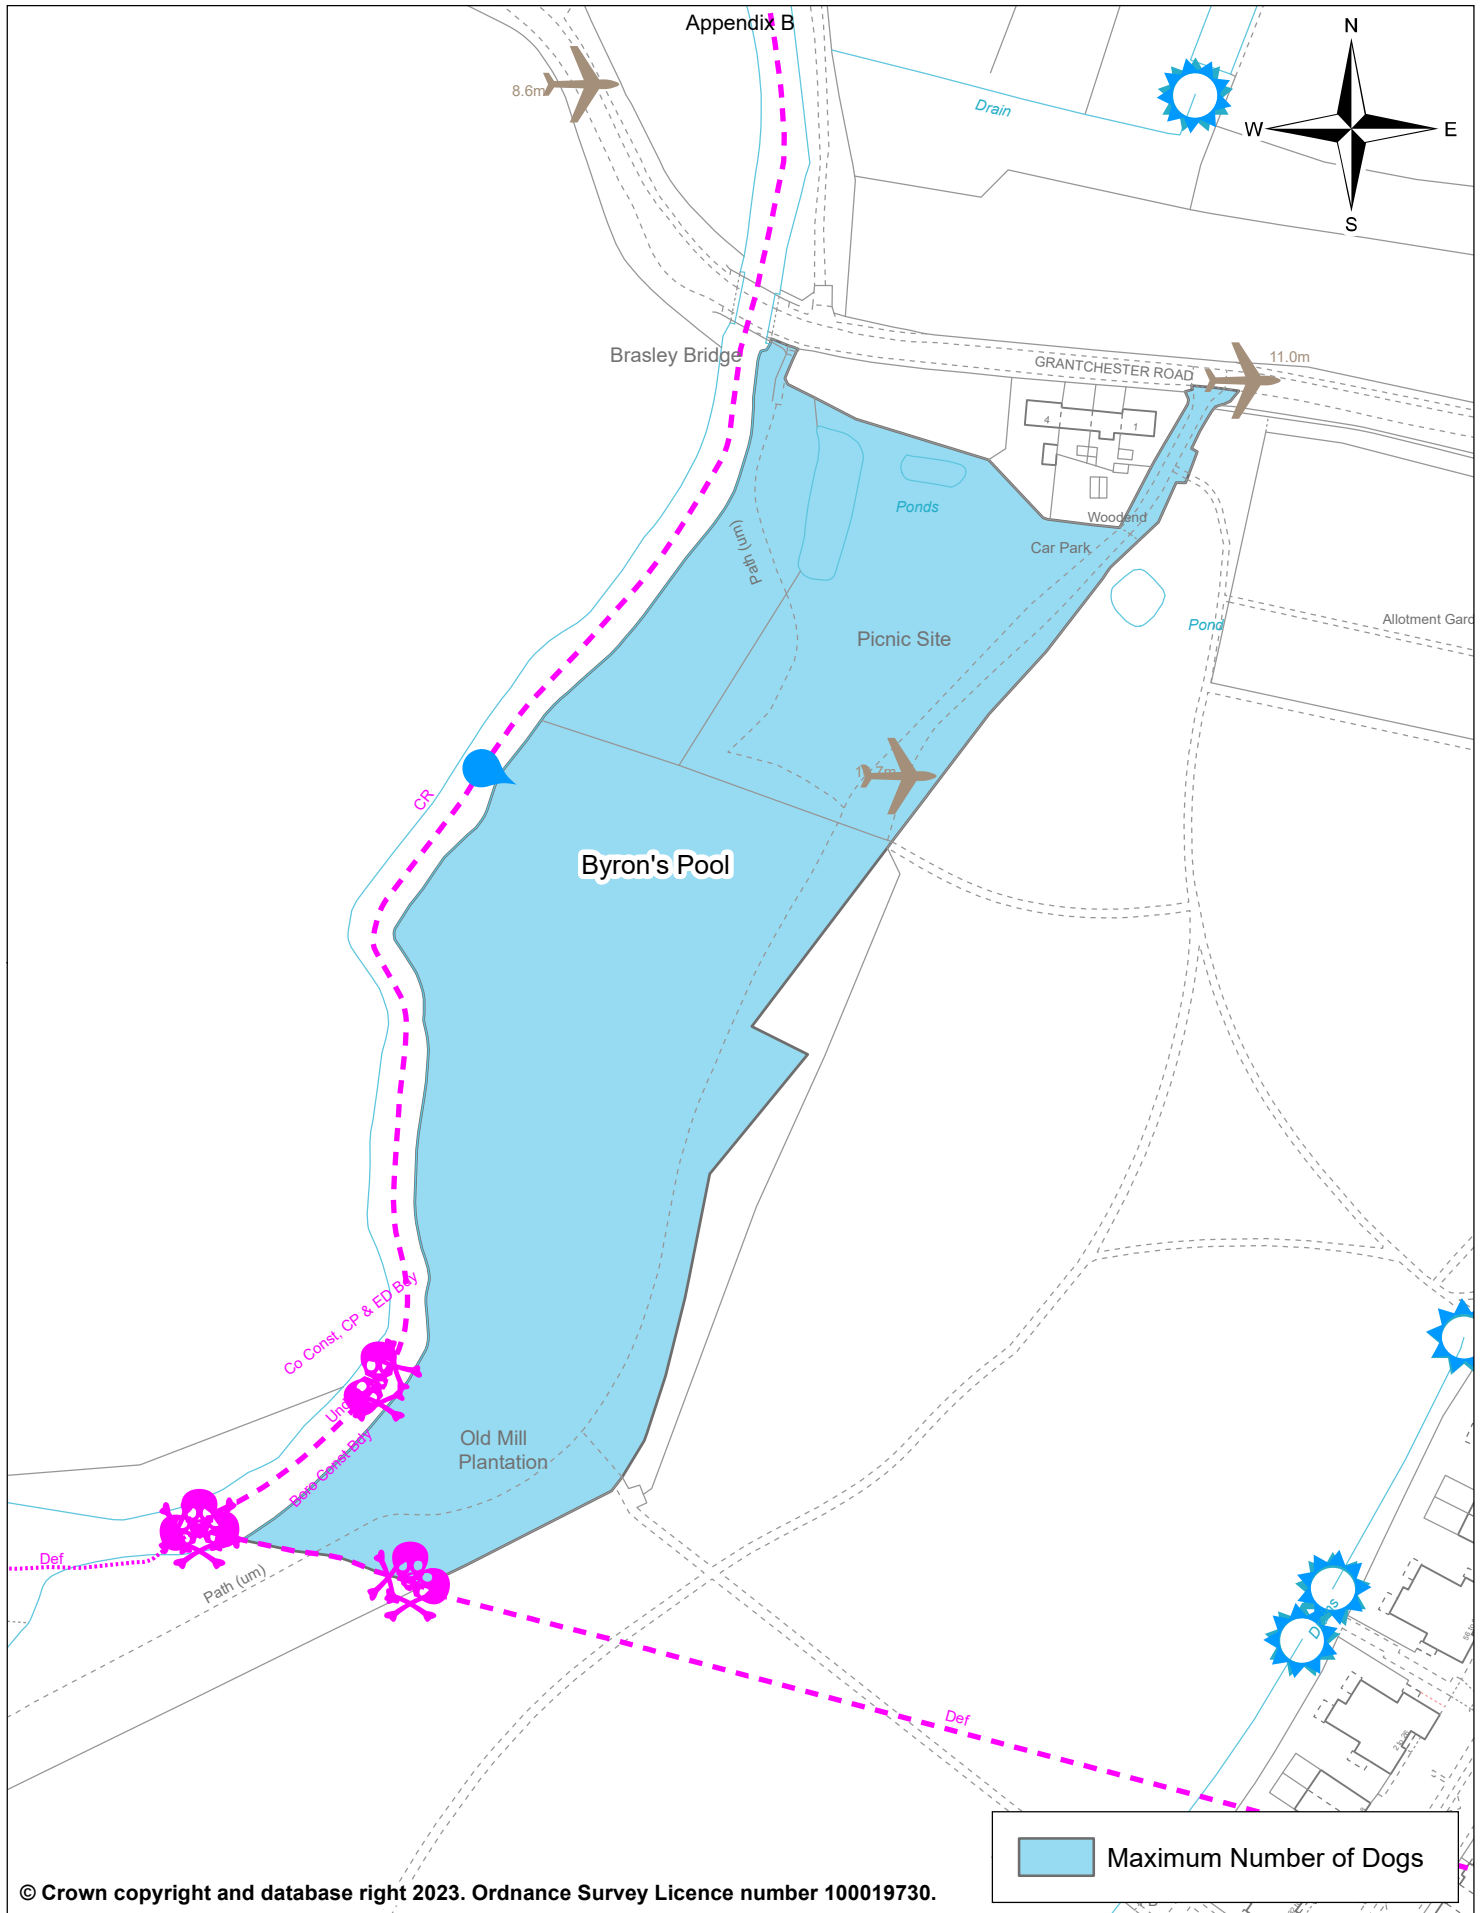 Appendix B
N
W
E
S
8.6m
Drain
Brasley Bridge
GRANTCHESTER ROAD
11.0m
4
1
Ponds
Path (um)
Woodend
Car Park
Pond
Allotment Gard
Picnic Site
CR
Byron's Pool
Co Const, CP & ED Bdy
Boro Const Bdy
Old Mill
Plantation
Def
Path (um)
Def
Maximum Number of Dogs
© Crown copyright and database right 2023. Ordnance Survey Licence number 100019730.